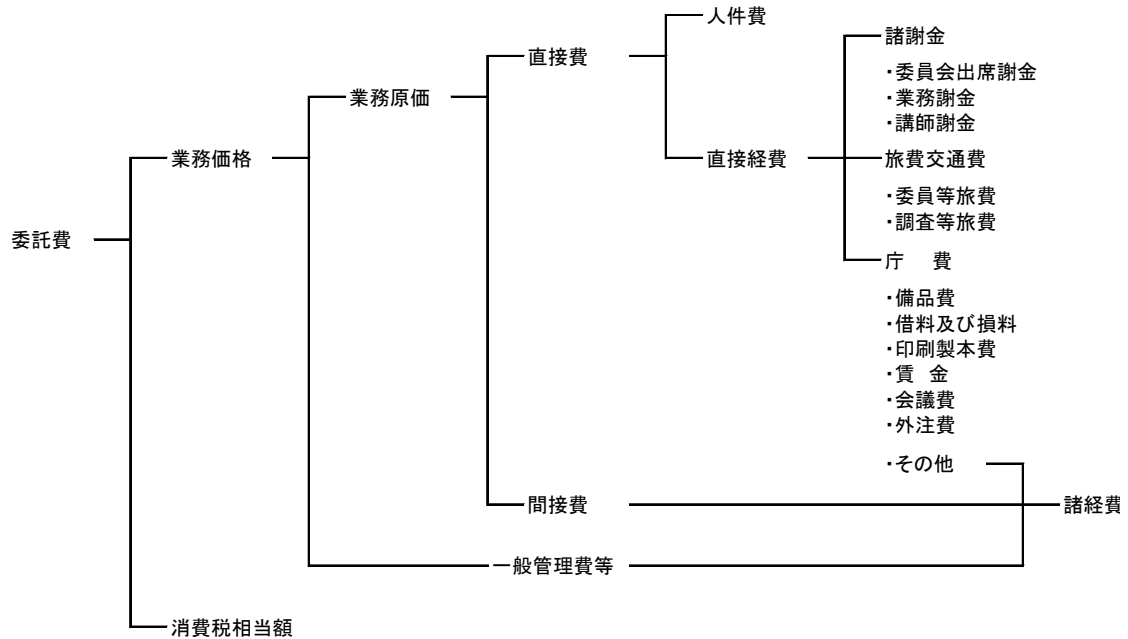 人件費
諸謝金
直接費
・委員会出席謝金
業務原価
・業務謝金
・講師謝金
業務価格
直接経費
旅費交通費
・委員等旅費
・調査等旅費
委託費
庁 費
・備品費
・借料及び損料
・印刷製本費
・賃 金
・会議費
・外注費
・その他
間接費
諸経費
一般管理費等
消費税相当額